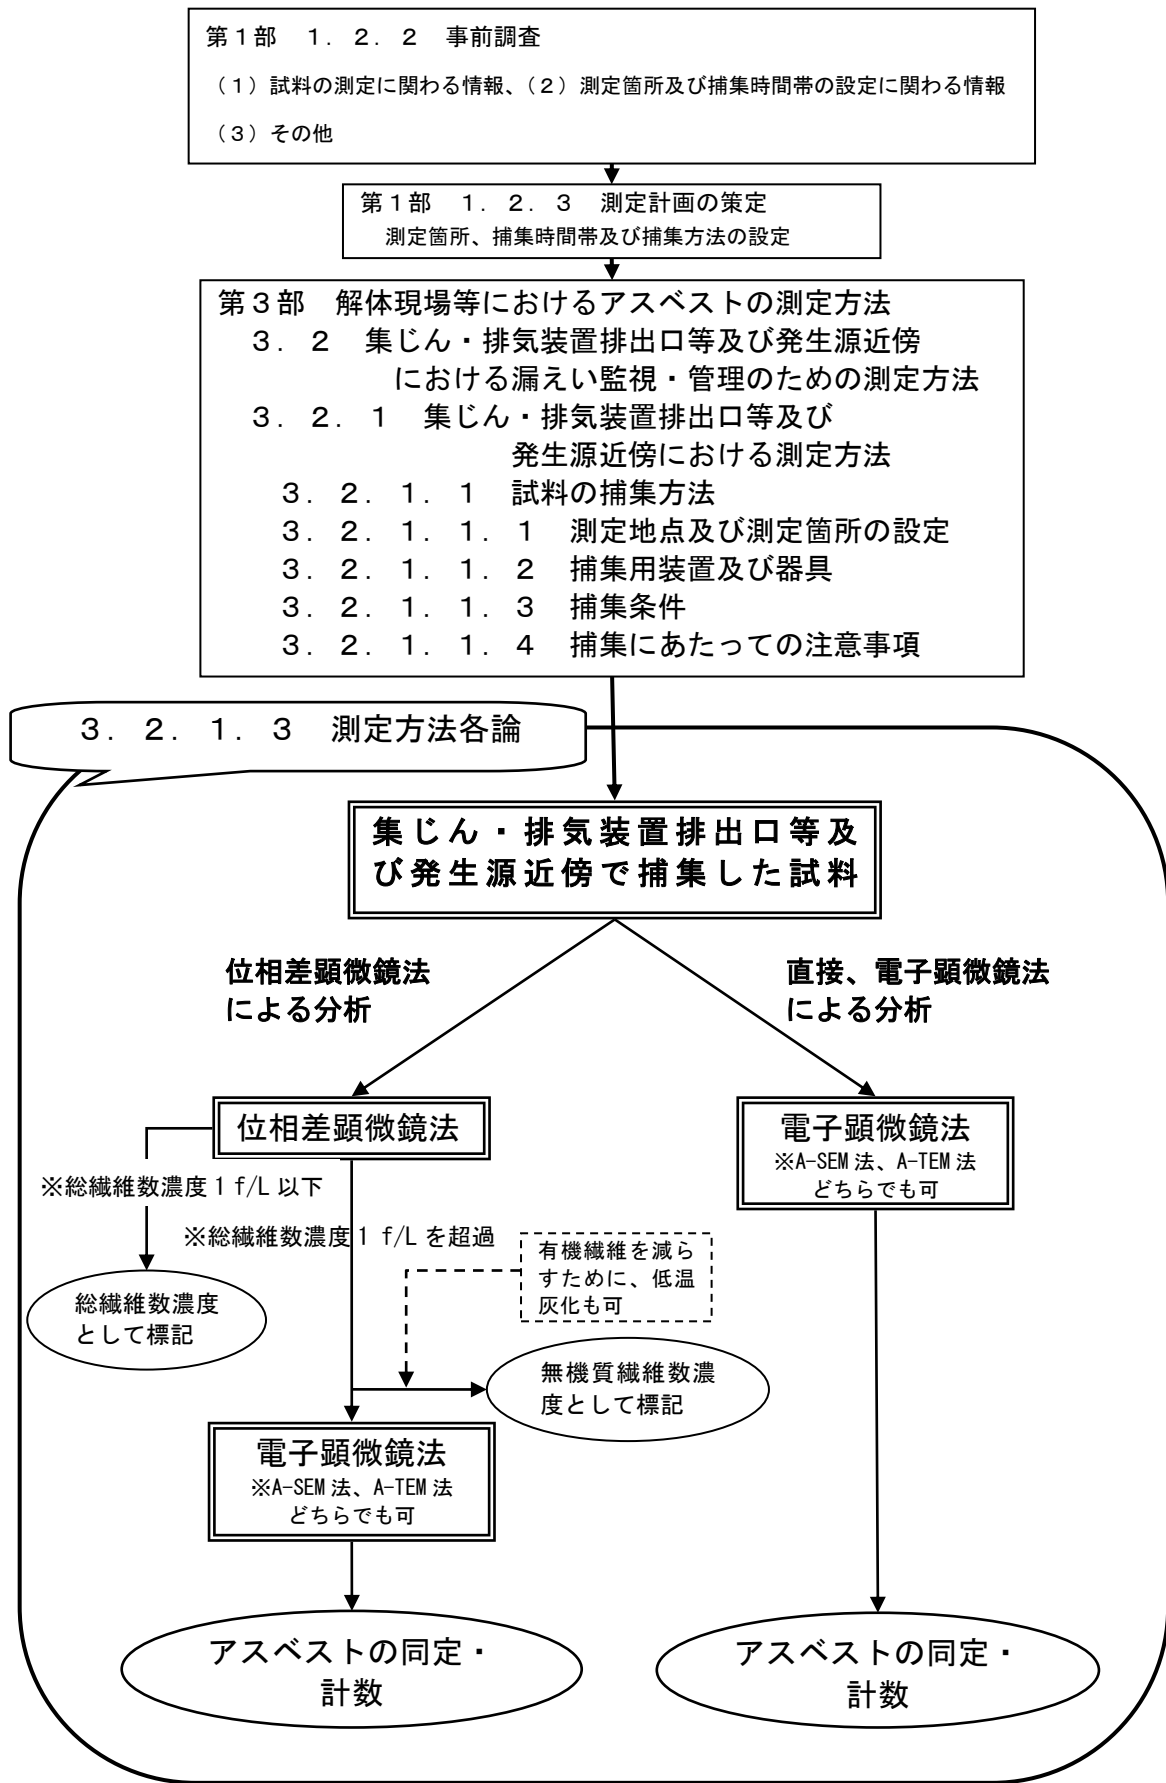 第1部　1．2．2　事前調査
（1）試料の測定に関わる情報、（2）測定箇所及び捕集時間帯の設定に関わる情報
（3）その他
第1部　1．2．3　測定計画の策定
測定箇所、捕集時間帯及び捕集方法の設定
第3部　解体現場等におけるアスベストの測定方法
3．2　集じん・排気装置排出口等及び発生源近傍
における漏えい監視・管理のための測定方法
3．2．1　集じん・排気装置排出口等及び
発生源近傍における測定方法
3．2．1．1　試料の捕集方法
3．2．1．1．1　測定地点及び測定箇所の設定
3．2．1．1．2　捕集用装置及び器具
3．2．1．1．3　捕集条件
3．2．1．1．4　捕集にあたっての注意事項
3．2．1．3　測定方法各論
集じん・排気装置排出口等及
び発生源近傍で捕集した試料
位相差顕微鏡法
による分析
直接、電子顕微鏡法
による分析
位相差顕微鏡法
電子顕微鏡法
※A-SEM 法、A-TEM 法
どちらでも可
※総繊維数濃度 1 f/L 以下
※総繊維数濃度 1 f/L を超過
有機繊維を減ら
すために、低温
灰化も可
総繊維数濃度
として標記
無機質繊維数濃
度として標記
電子顕微鏡法
※A-SEM 法、A-TEM 法
どちらでも可
アスベストの同定・
計数
アスベストの同定・
計数